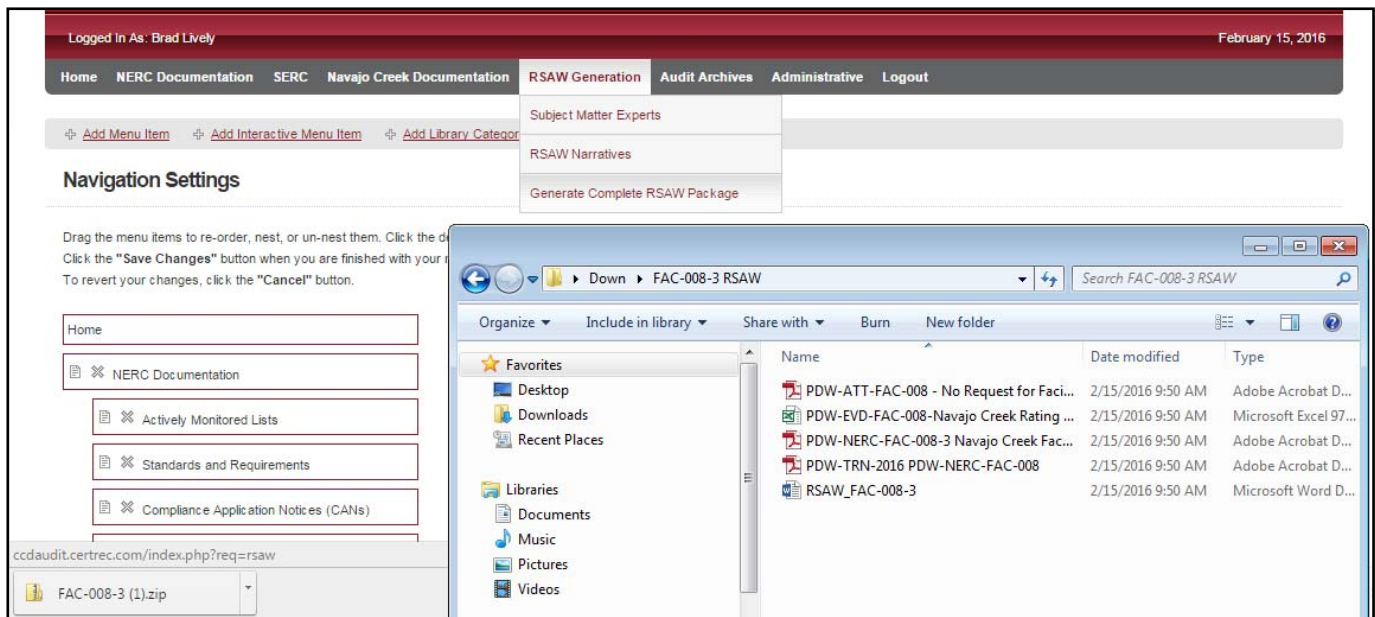 Logged In As: Brad Lively
February 15, 2016
Home NERC Documentation SERC Navajo Creek Documentation RSAW Generation Audit Archives Administrative Logout
Subject Matter Experts
RSAW Narratives
Generate Complete RSAW Package
Add Menu Item Add Interactive Menu Item Add Library Categor
Navigation Settings
Drag the menu items to re-order, nest, or un-nest them. Click the
Click the "Save Changes" button when you are finished with your
To revert your changes, click the "Cancel" button.
Home
NERC Documentation
Actively Monitored Lists
Standards and Requirements
Compliance Application Notices (CANs)
ccdaudit.certrec.com/index.php?req=rsaw
FAC-008-3 (1).zip
Down FAC-008-3 RSAW
Search FAC-008-3 RSAW
Organize Include in library Share with Burn New folder
Favorites
Desktop
Downloads
Recent Places
Libraries
Documents
Music
Pictures
Videos
Name Date modified Type
PDW-ATT-FAC-008 - No Request for Faci... 2/15/2016 9:50 AM Adobe Acrobat D...
PDW-EVD-FAC-008-Navajo Creek Rating ... 2/15/2016 9:50 AM Microsoft Excel 97...
PDW-NERC-FAC-008-3 Navajo Creek Fac... 2/15/2016 9:50 AM Adobe Acrobat D...
PDW-TRN-2016 PDW-NERC-FAC-008 2/15/2016 9:50 AM Adobe Acrobat D...
RSAW_FAC-008-3 2/15/2016 9:50 AM Microsoft Word D...